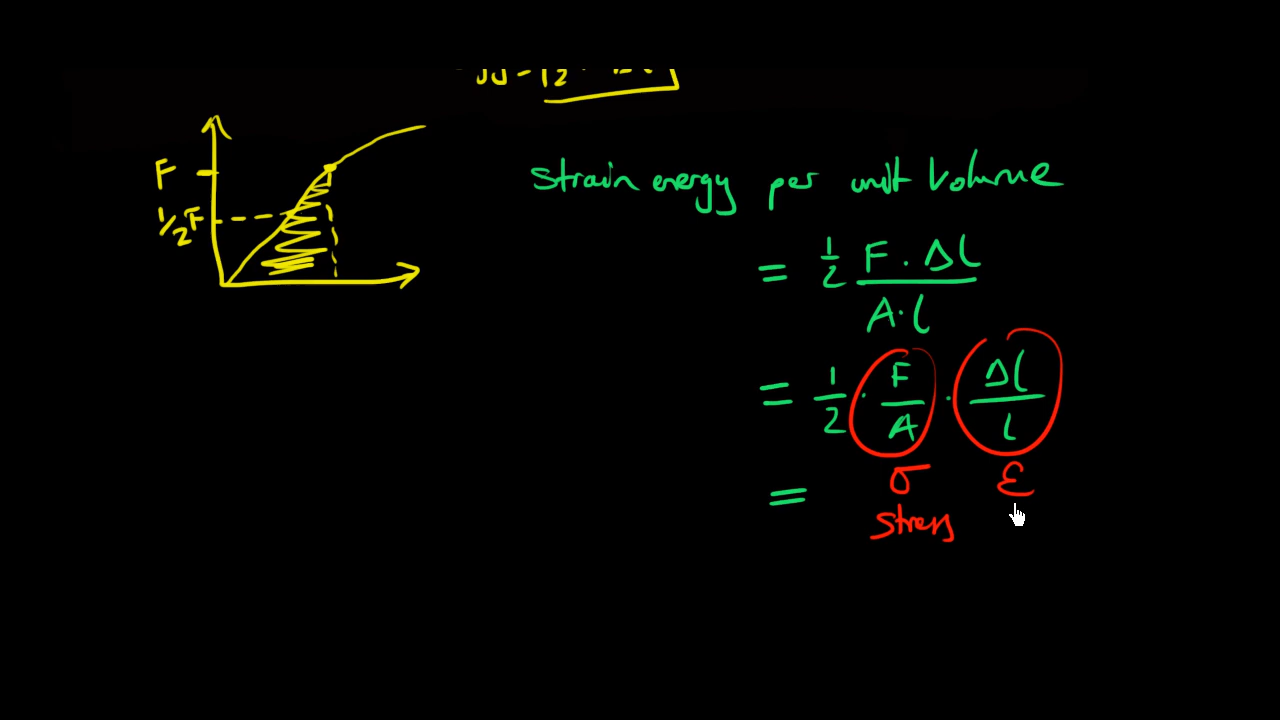 F
1/2F
Strain energy per unit Volume
= 1/2 F · Δl / A · l
= 1/2 · F/A · Δl/l
= σ ε
Stress